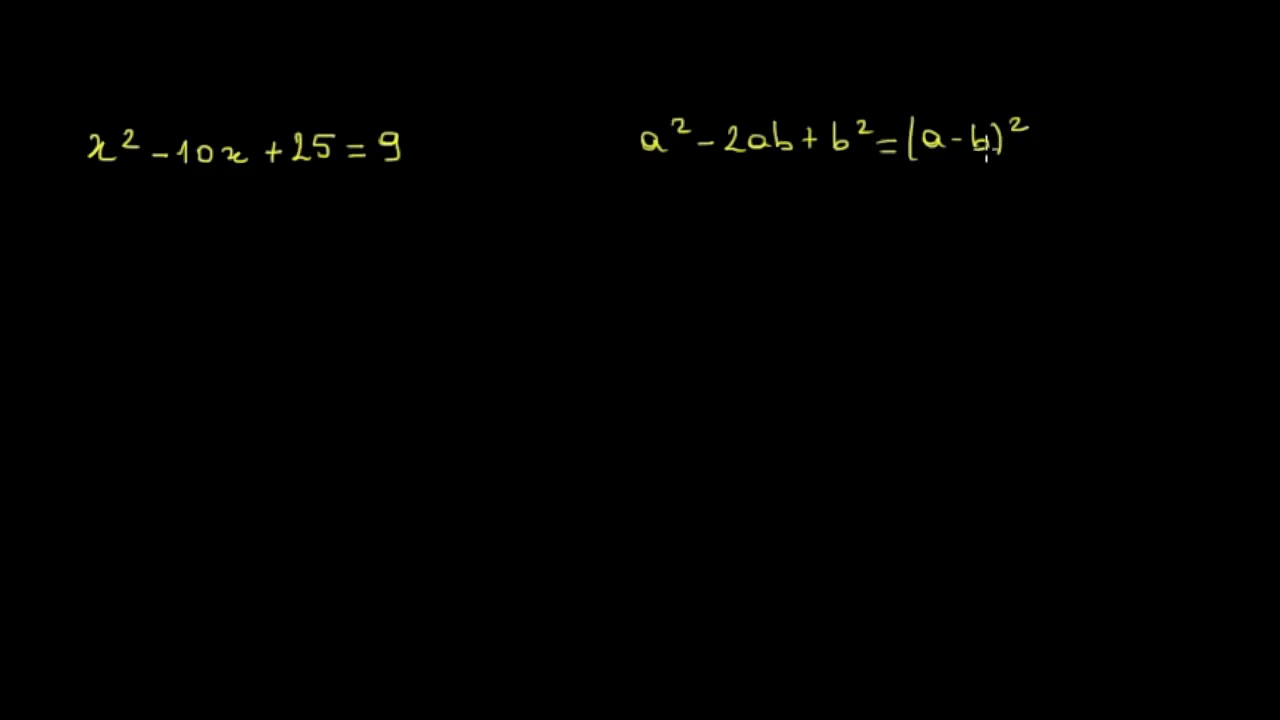 x² - 10x + 25 = 9
a² - 2ab + b² = (a - b)²